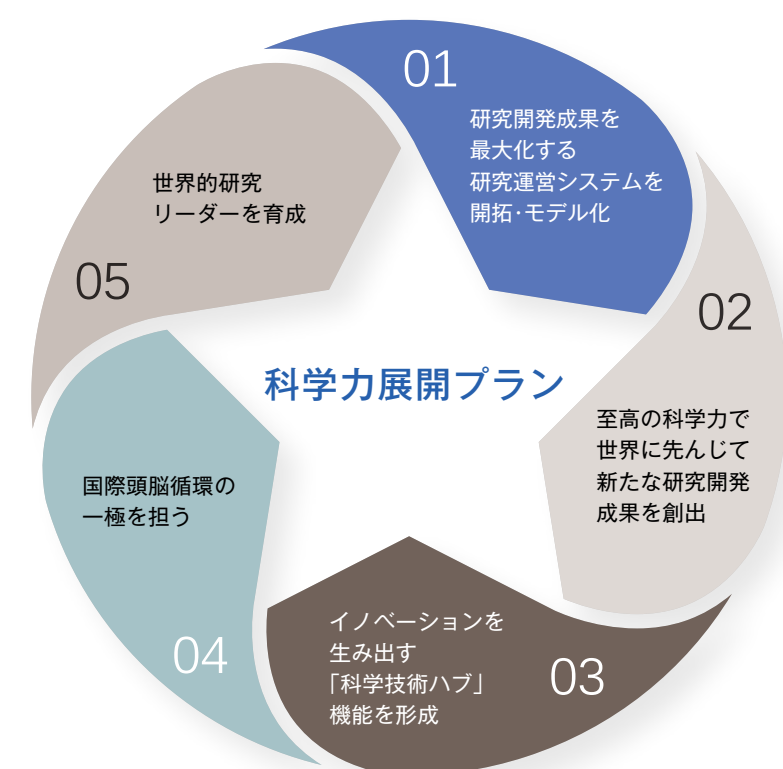 01
研究開発成果を
最大化する
研究運営システムを
開拓･モデル化
02
至高の科学力で
世界に先んじて
新たな研究開発
成果を創出
03
イノベーションを
生み出す
「科学技術ハブ」
機能を形成
04
国際頭脳循環の
一極を担う
05
世界的研究
リーダーを育成
科学力展開プラン